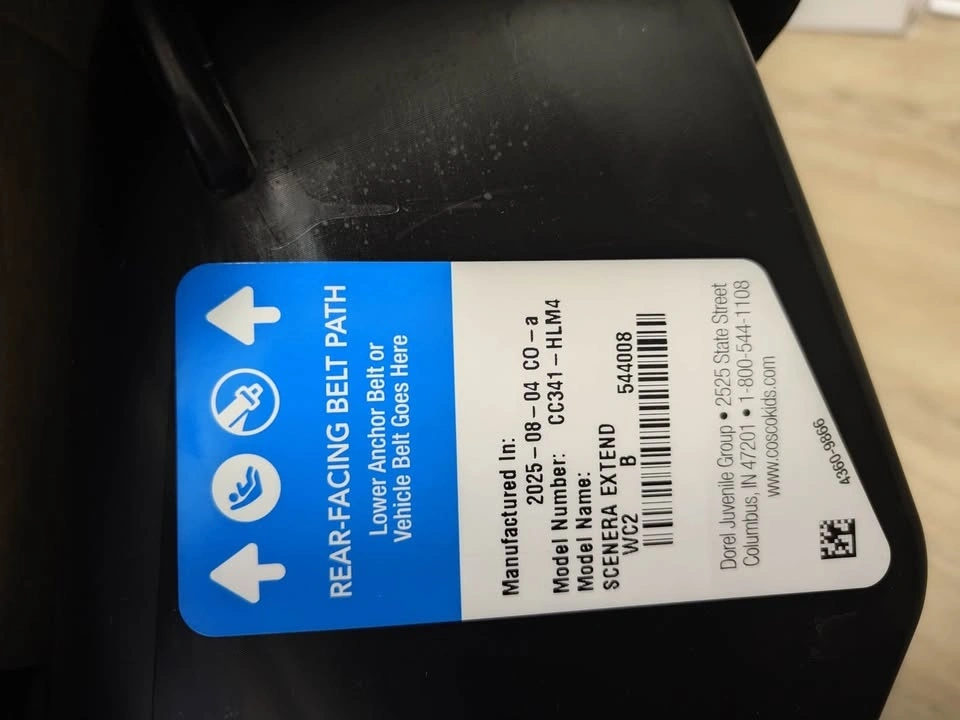 REAR-FACING BELT PATH
Lower Anchor Belt or
Vehicle Belt Goes Here
Manufactured In:
2025-08-04 CO-a
Model Number: CC341-HLM4
Model Name:
SCENERA EXTEND
WC2 B 544008
Dorel Juvenile Group • 2525 State Street
Columbus, IN 47201 • 1-800-544-1108
www.coscokids.com
4360-9866